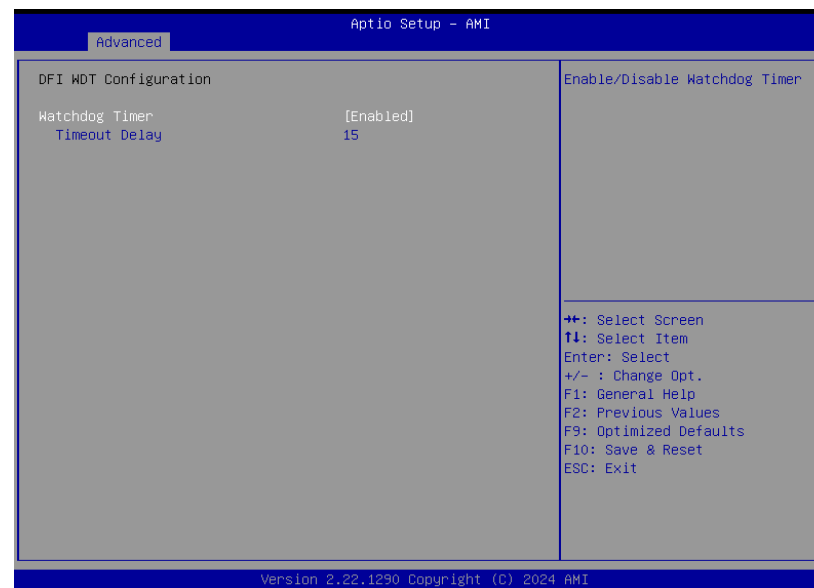 Aptio Setup – AMI
Advanced
DFI WDT Configuration
Watchdog Timer [Enabled]
Timeout Delay 15
Enable/Disable Watchdog Timer
→←: Select Screen
↑↓: Select Item
Enter: Select
+/- : Change Opt.
F1: General Help
F2: Previous Values
F9: Optimized Defaults
F10: Save & Reset
ESC: Exit
Version 2.22.1290 Copyright (C) 2024 AMI